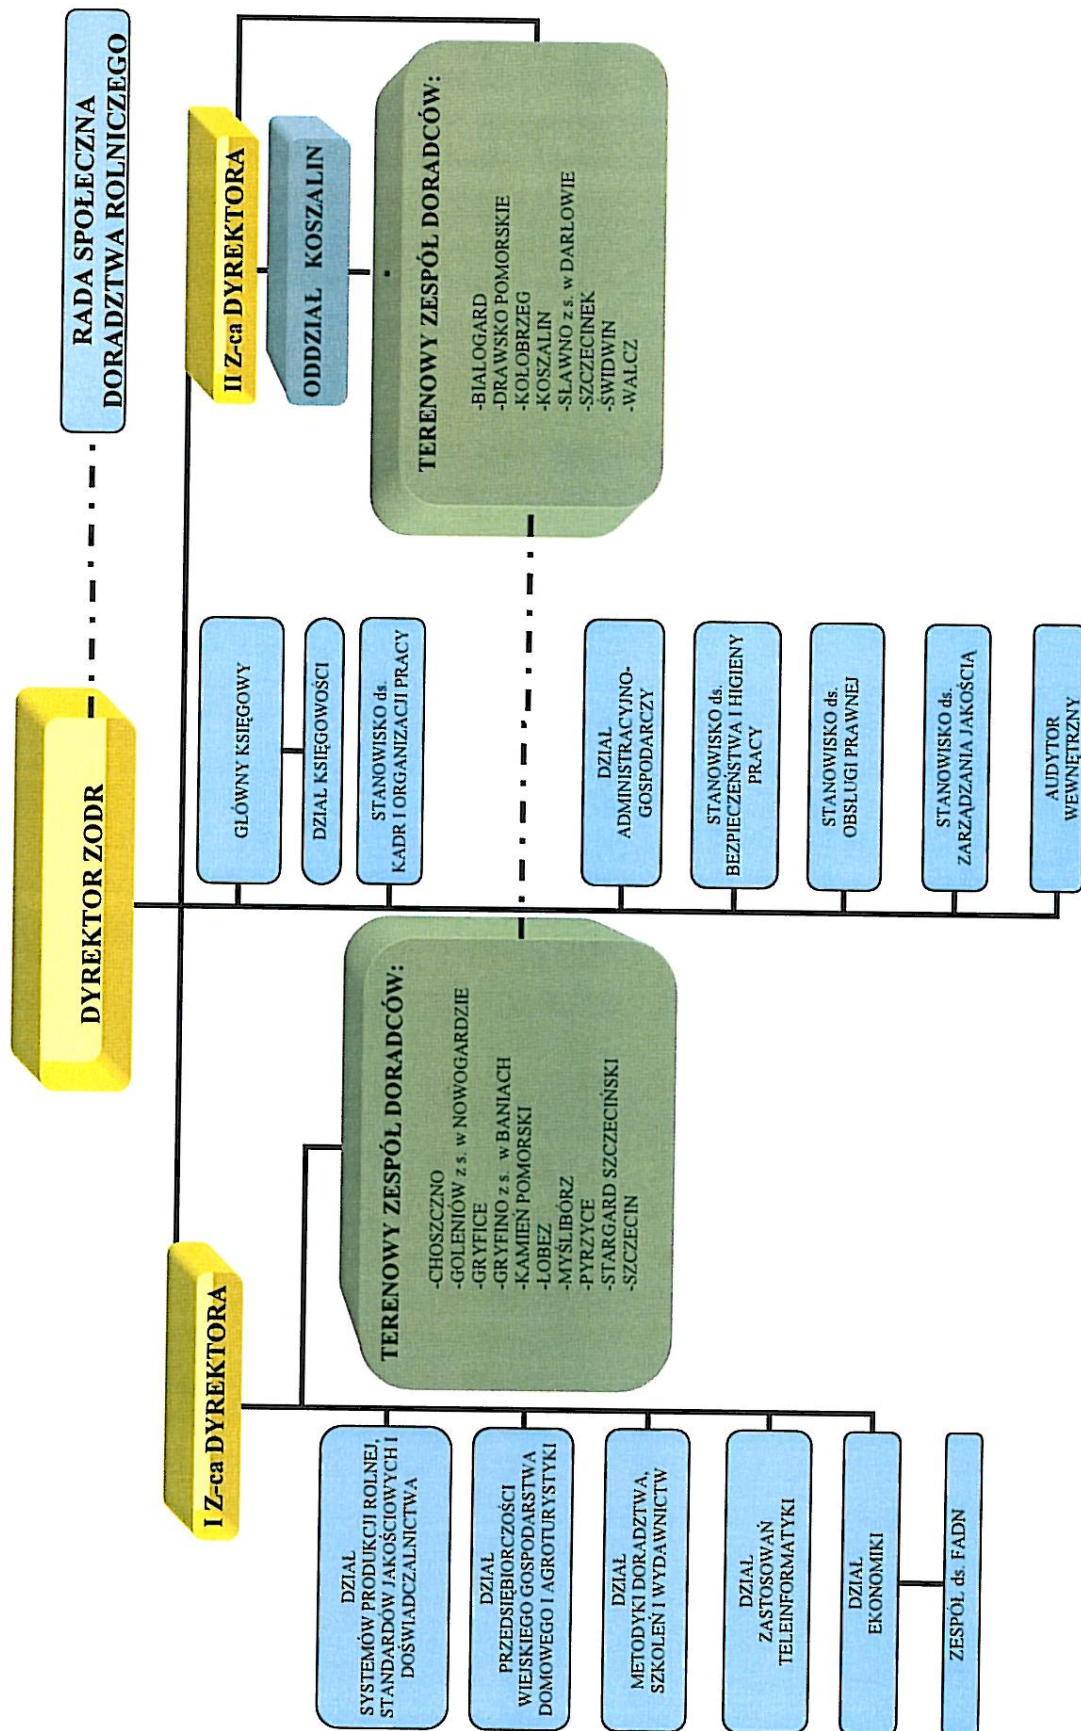 RADA SPOŁECZNA
DORADZTWA ROLNICZEGO
DYREKTOR ZODR
I Z-ca DYREKTORA
II Z-ca DYREKTORA
ODDZIAŁ KOSZALIN
DZIAŁ
SYSTEMÓW PRODUKCJI ROLNEJ,
STANDARDÓW JAKOŚCIOWYCH I
DOŚWIADCZALNICTWA
DZIAŁ
PRZEDSIĘBIORCZOŚCI
WIEJSKIEGO GOSPODARSTWA
DOMOWEGO I AGROTURYSTYKI
DZIAŁ
METODYKI DORADZTWA,
SZKOLEŃ I WYDAWNICTW
DZIAŁ
ZASTOSOWAŃ
TELEINFORMATYKI
DZIAŁ
EKONOMIKI
ZESPÓŁ ds. FADN
TERENOWY ZESPÓŁ DORADCÓW:
-CHOSZCZNO
-GOLENIÓW z s. w NOWOGARDZIE
-GRYFICE
-GRYFINO z s. w BANIACH
-KAMIEŃ POMORSKI
-ŁOBEZ
-MYŚLIBÓRZ
-PYRZYCE
-STARGARD SZCZECIŃSKI
-SZCZECIN
GŁÓWNY KSIĘGOWY
DZIAŁ KSIĘGOWOŚCI
STANOWISKO ds.
KADR I ORGANIZACJI PRACY
DZIAŁ
ADMINISTRACYJNO-
GOSPODARCZY
STANOWISKO ds.
BEZPIECZEŃSTWA I HIGIENY
PRACY
STANOWISKO ds.
OBSŁUGI PRAWNEJ
STANOWISKO ds.
ZARZĄDZANIA JAKOŚCIĄ
AUDYTOR
WEWNĘTRZNY
TERENOWY ZESPÓŁ DORADCÓW:
-BIAŁOGARD
-DRAWSKO POMORSKIE
-KOŁOBRZEG
-KOSZALIN
-SŁAWNO z s. w DARŁOWIE
-SZCZECINEK
-ŚWIDWIN
-WAŁCZ